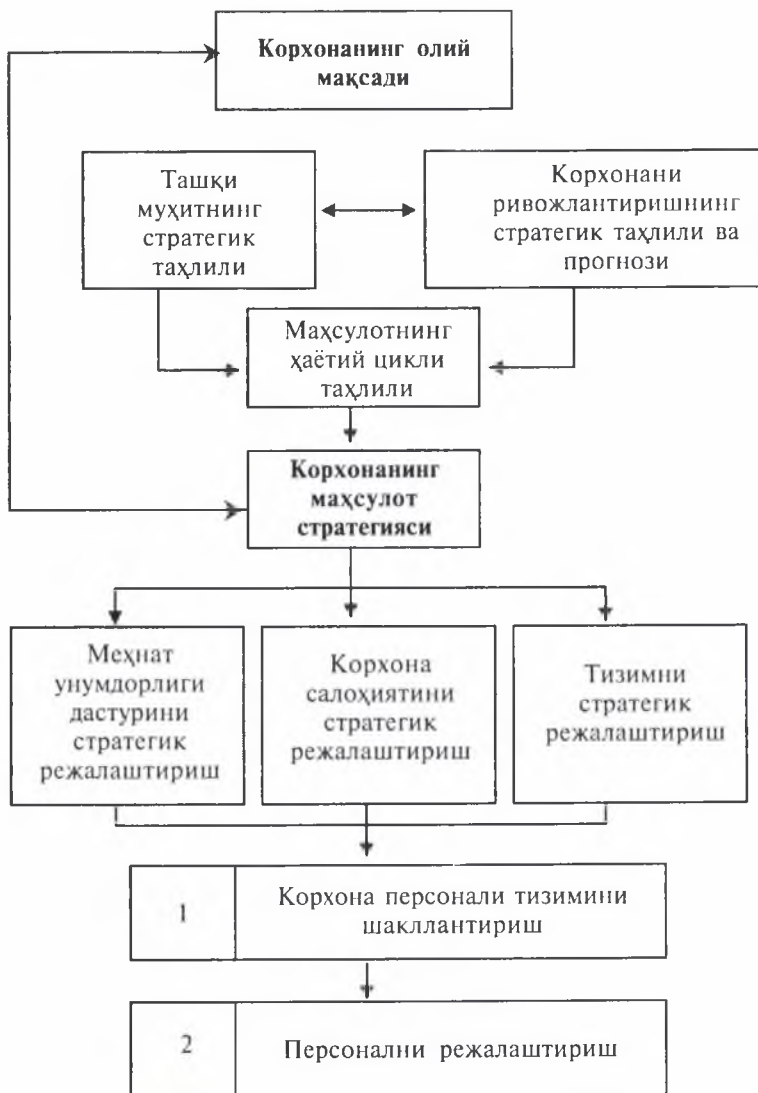 Корхонанинг олий
мақсади
Ташқи
муҳитнинг
стратегик
таҳлили
Корхонани
ривожлантиришнинг
стратегик таҳлили ва
прогнози
Маҳсулотнинг
ҳаётий цикли
таҳлили
Корхонанинг
маҳсулот
стратегияси
Меҳнат
унумдорлиги
дастурини
стратегик
режалаштириш
Корхона
салоҳиятини
стратегик
режалаштириш
Тизимни
стратегик
режалаштириш
1
Корхона персонали тизимини
шакллантириш
2
Персонални режалаштириш